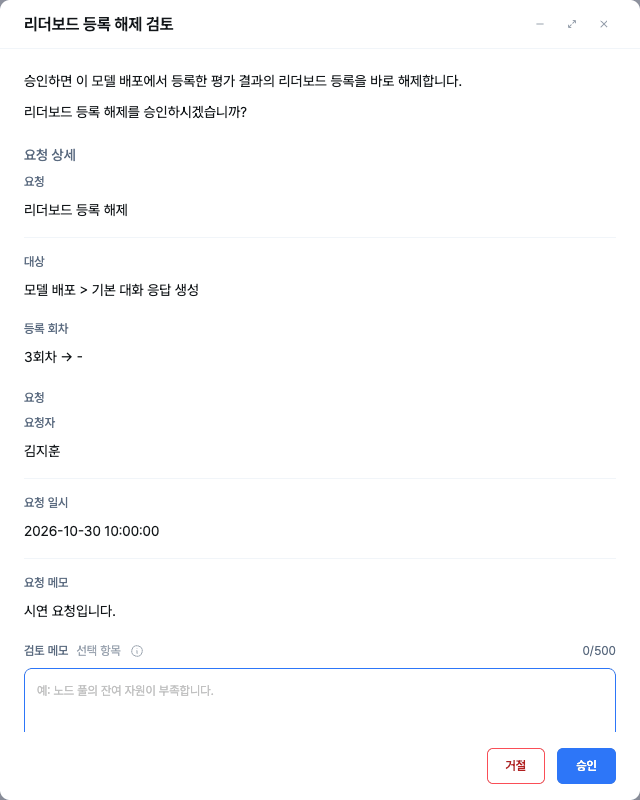 리더보드 등록 해제 검토
승인하면 이 모델 배포에서 등록한 평가 결과의 리더보드 등록을 바로 해제합니다.
리더보드 등록 해제를 승인하시겠습니까?
요청 상세
요청
리더보드 등록 해제
대상
모델 배포 > 기본 대화 응답 생성
등록 회차
3회차 → -
요청
요청자
김지훈
요청 일시
2026-10-30 10:00:00
요청 메모
시연 요청입니다.
검토 메모 선택 항목 0/500
예: 노드 풀의 잔여 자원이 부족합니다.
거절 승인